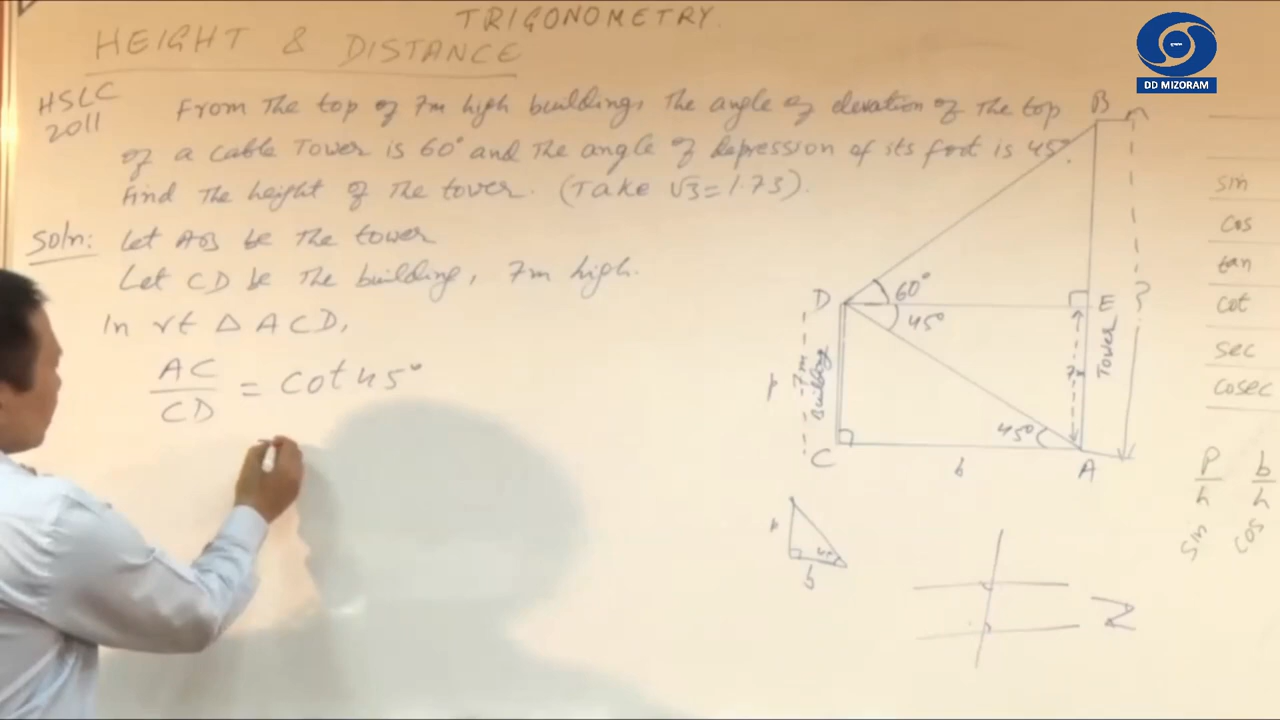 TRIGONOMETRY.
HEIGHT & DISTANCE
DD MIZORAM
HSLC
2011
From The top of 7m high building, The angle of elevation of The top
of a cable Tower is 60° and The angle of depression of its foot is 45°.
Find The height of The tower. (Take √3=1.73).
Soln: Let AB be The tower
Let CD be The building, 7m high.
In rt Δ ACD,
AC
CD
= Cot 45°
B
D
60°
45°
E
?
7m
Building
7m
Tower
P
45°
C
b
A
P
45°
b
Z
sin
cos
tan
cot
sec
cosec
P
h
sin
b
h
cos